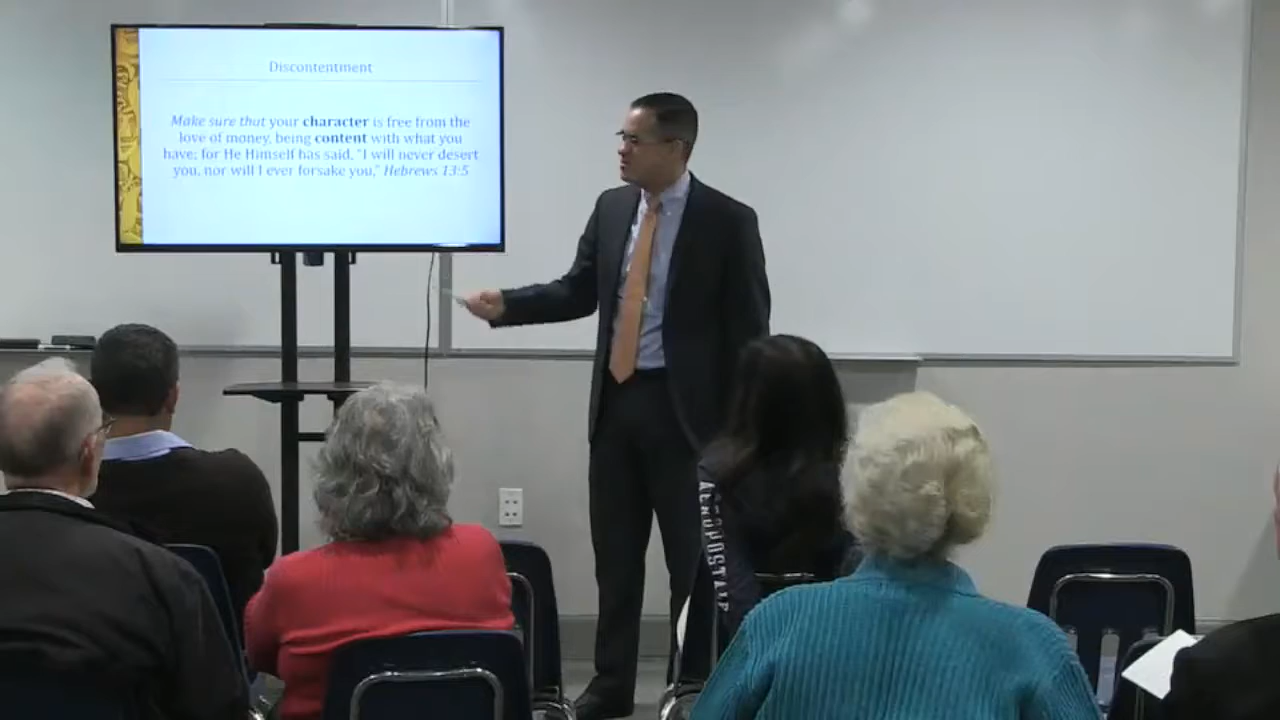 Discontentment
Make sure that your character is free from the
love of money, being content with what you
have; for He Himself has said, "I will never desert
you, nor will I ever forsake you," Hebrews 13:5
AEROPOSTALE